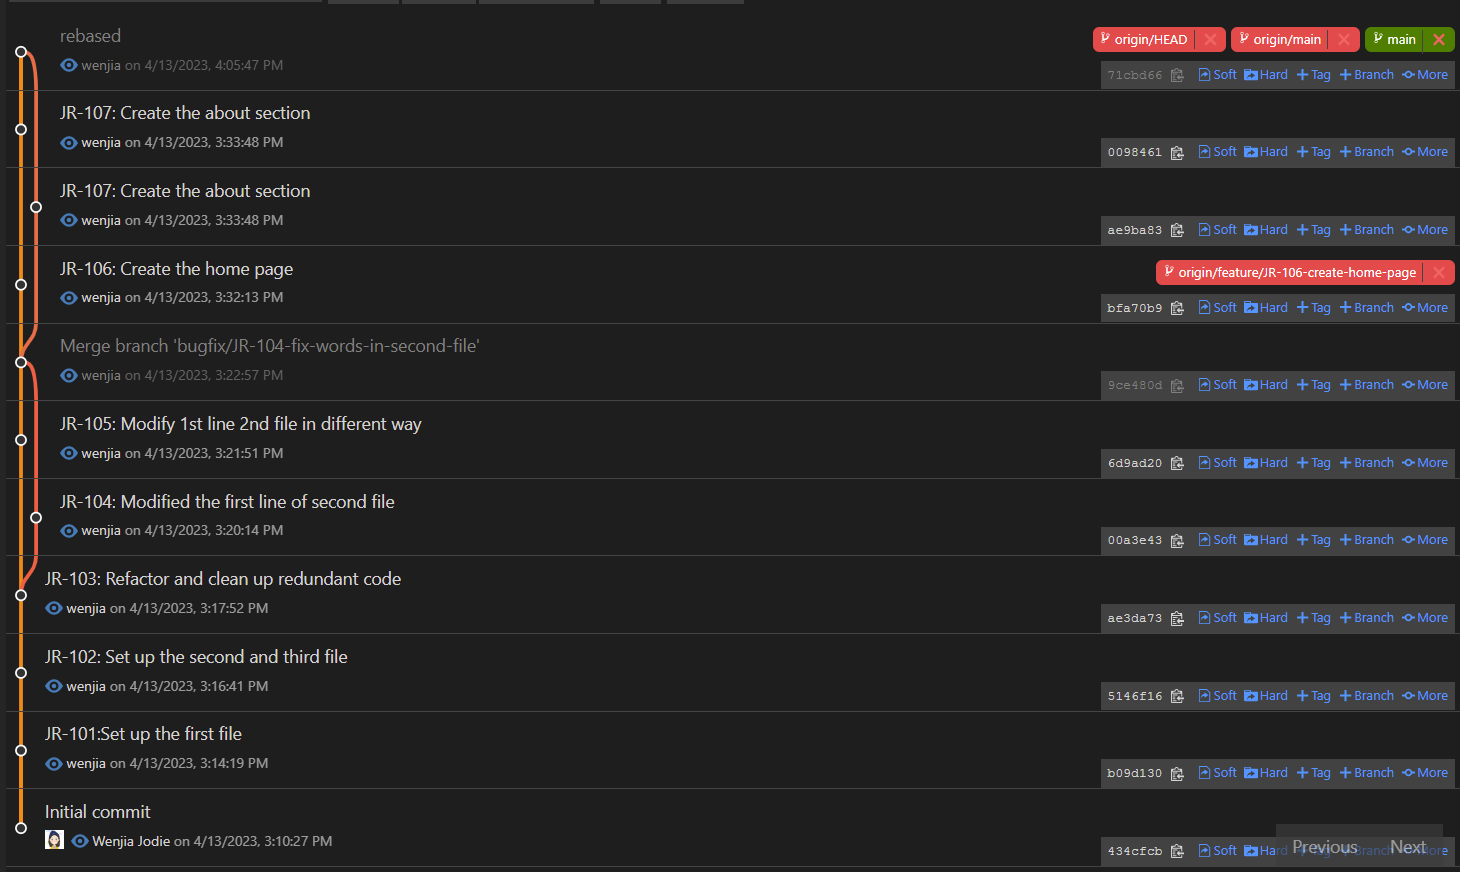 rebased
origin/HEAD
origin/main
main
wenjia on 4/13/2023, 4:05:47 PM
71cbd66 Soft Hard Tag Branch More
JR-107: Create the about section
wenjia on 4/13/2023, 3:33:48 PM
0098461 Soft Hard Tag Branch More
JR-107: Create the about section
wenjia on 4/13/2023, 3:33:48 PM
ae9ba83 Soft Hard Tag Branch More
JR-106: Create the home page
origin/feature/JR-106-create-home-page
wenjia on 4/13/2023, 3:32:13 PM
bfa70b9 Soft Hard Tag Branch More
Merge branch 'bugfix/JR-104-fix-words-in-second-file'
wenjia on 4/13/2023, 3:22:57 PM
9ce480d Soft Hard Tag Branch More
JR-105: Modify 1st line 2nd file in different way
wenjia on 4/13/2023, 3:21:51 PM
6d9ad20 Soft Hard Tag Branch More
JR-104: Modified the first line of second file
wenjia on 4/13/2023, 3:20:14 PM
00a3e43 Soft Hard Tag Branch More
JR-103: Refactor and clean up redundant code
wenjia on 4/13/2023, 3:17:52 PM
ae3da73 Soft Hard Tag Branch More
JR-102: Set up the second and third file
wenjia on 4/13/2023, 3:16:41 PM
5146f16 Soft Hard Tag Branch More
JR-101:Set up the first file
wenjia on 4/13/2023, 3:14:19 PM
b09d130 Soft Hard Tag Branch More
Initial commit
Wenjia Jodie on 4/13/2023, 3:10:27 PM
434cfcb Soft Hard Tag Branch More
Previous Next